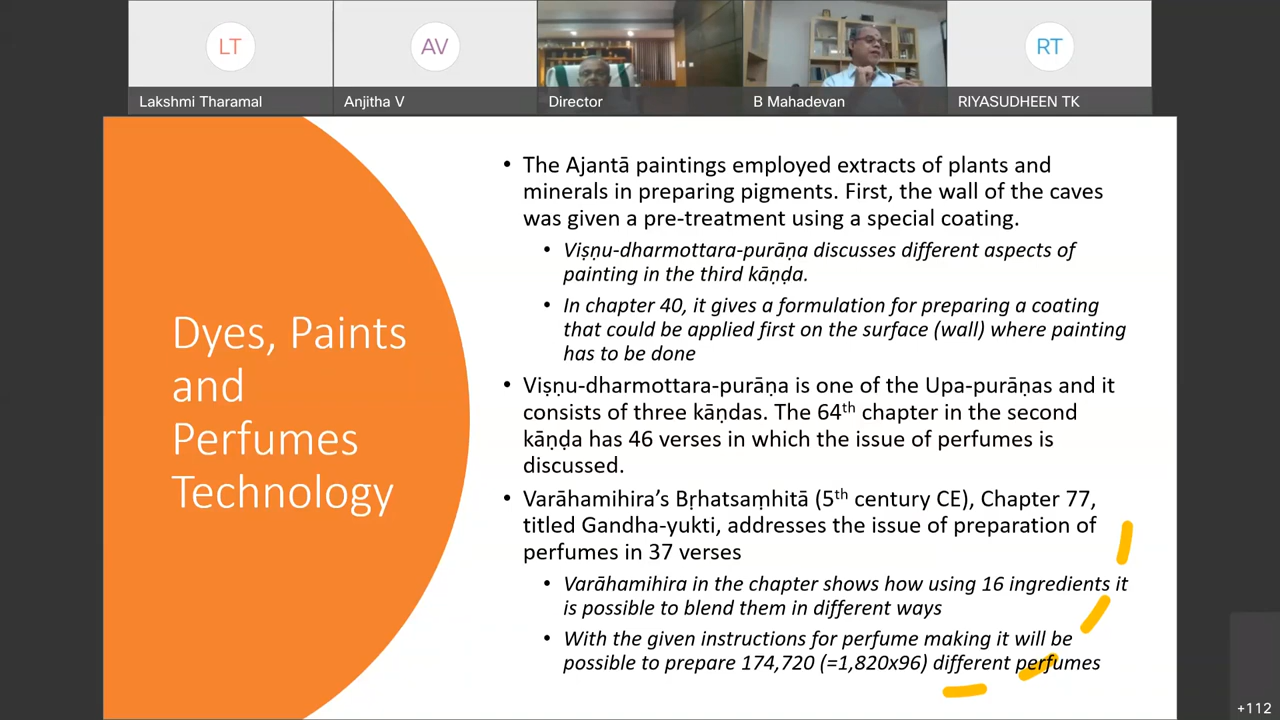 LT
AV
RT
Lakshmi Tharamal
Anjitha V
Director
B Mahadevan
RIYASUDHEEN TK
Dyes, Paints
and
Perfumes
Technology
• The Ajantā paintings employed extracts of plants and
minerals in preparing pigments. First, the wall of the caves
was given a pre-treatment using a special coating.
• Viṣṇu-dharmottara-purāṇa discusses different aspects of
painting in the third kāṇḍa.
• In chapter 40, it gives a formulation for preparing a coating
that could be applied first on the surface (wall) where painting
has to be done
• Viṣṇu-dharmottara-purāṇa is one of the Upa-purāṇas and it
consists of three kāṇḍas. The 64th chapter in the second
kāṇḍa has 46 verses in which the issue of perfumes is
discussed.
• Varāhamihira’s Bṛhatsaṃhitā (5th century CE), Chapter 77,
titled Gandha-yukti, addresses the issue of preparation of
perfumes in 37 verses
• Varāhamihira in the chapter shows how using 16 ingredients it
is possible to blend them in different ways
• With the given instructions for perfume making it will be
possible to prepare 174,720 (=1,820x96) different perfumes
+112